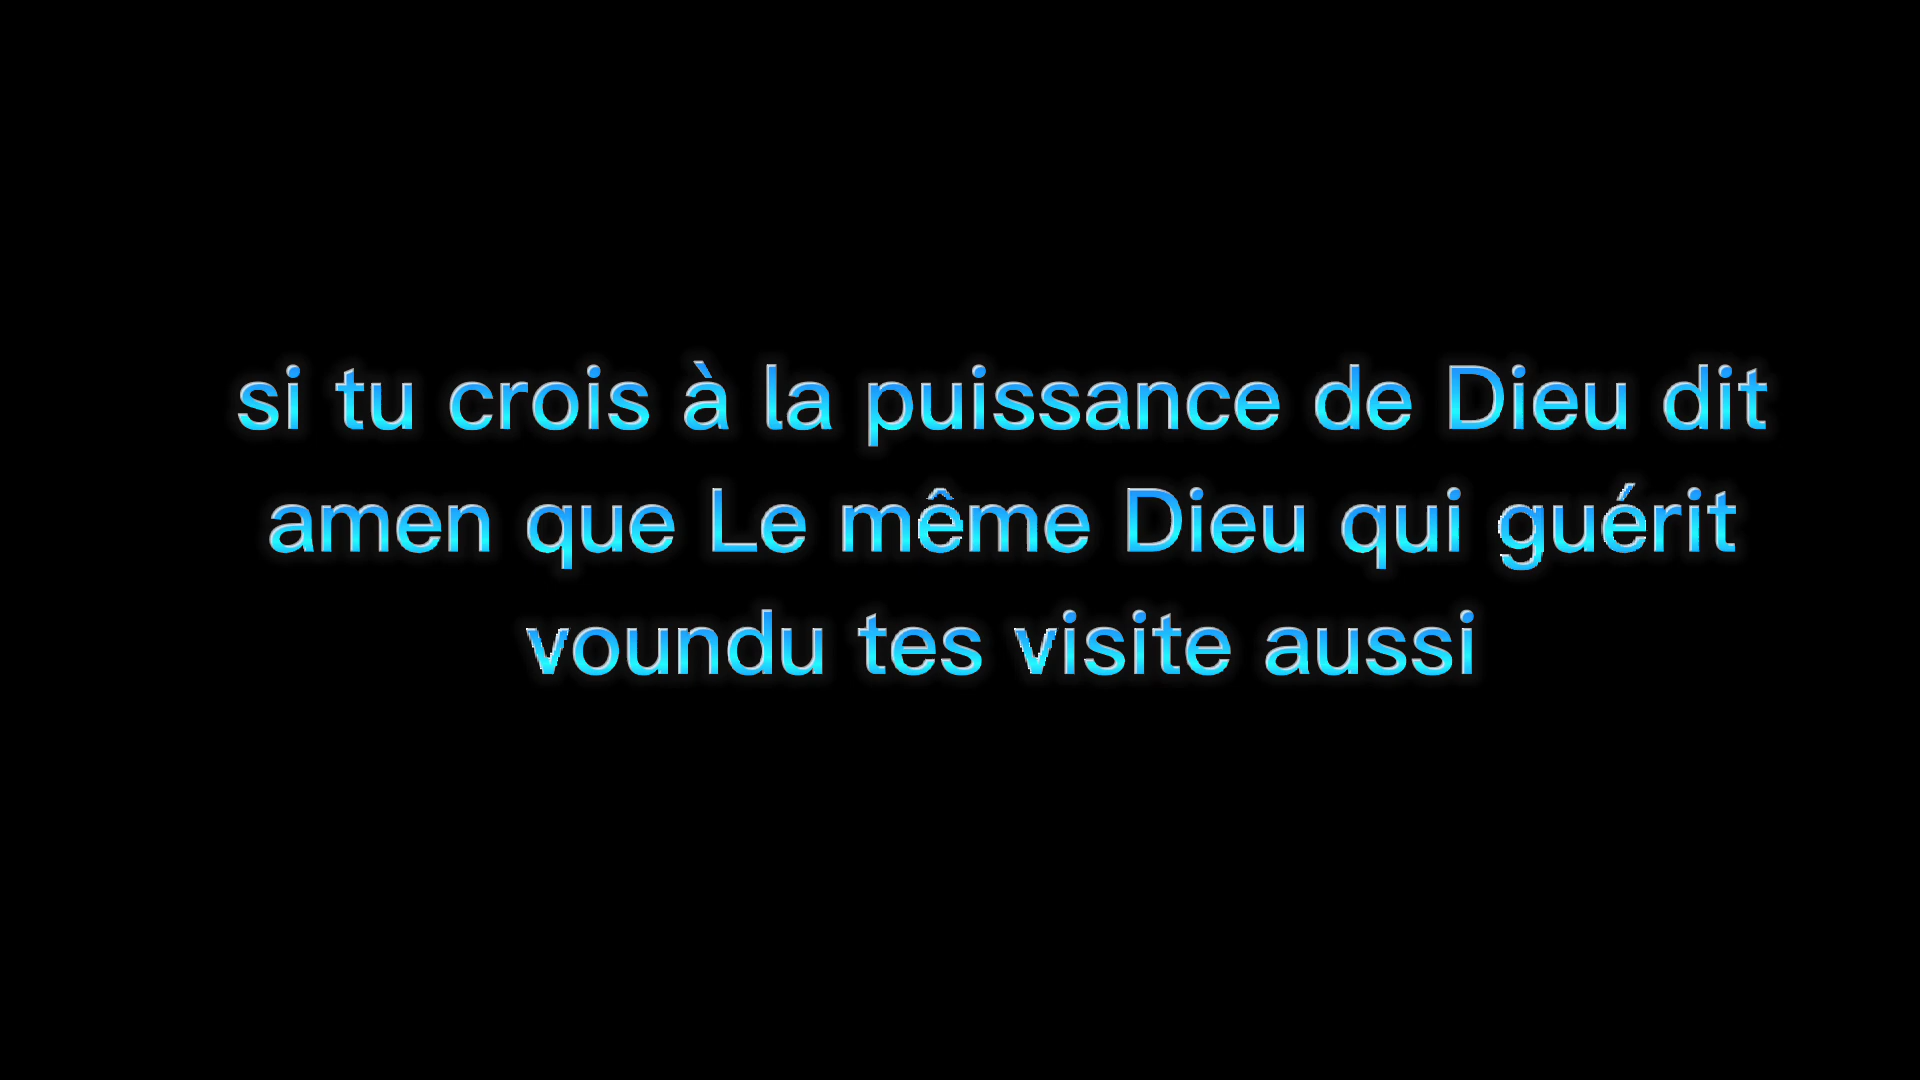 si tu crois à la puissance de Dieu dit
amen que Le même Dieu qui guérit
voundu tes visite aussi